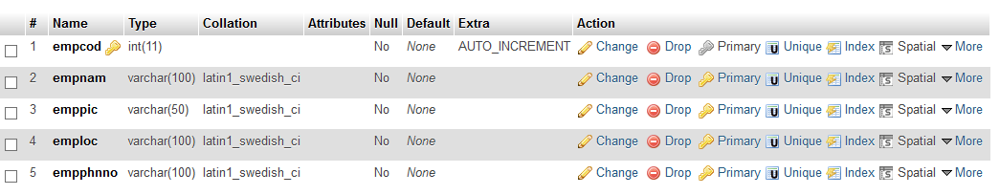 # Name Type Collation Attributes Null Default Extra Action
1 empcod int(11) No None AUTO_INCREMENT Change Drop Primary Unique Index Spatial More
2 empnam varchar(100) latin1_swedish_ci No None Change Drop Primary Unique Index Spatial More
3 emppic varchar(50) latin1_swedish_ci No None Change Drop Primary Unique Index Spatial More
4 emploc varchar(100) latin1_swedish_ci No None Change Drop Primary Unique Index Spatial More
5 empphnno varchar(100) latin1_swedish_ci No None Change Drop Primary Unique Index Spatial More